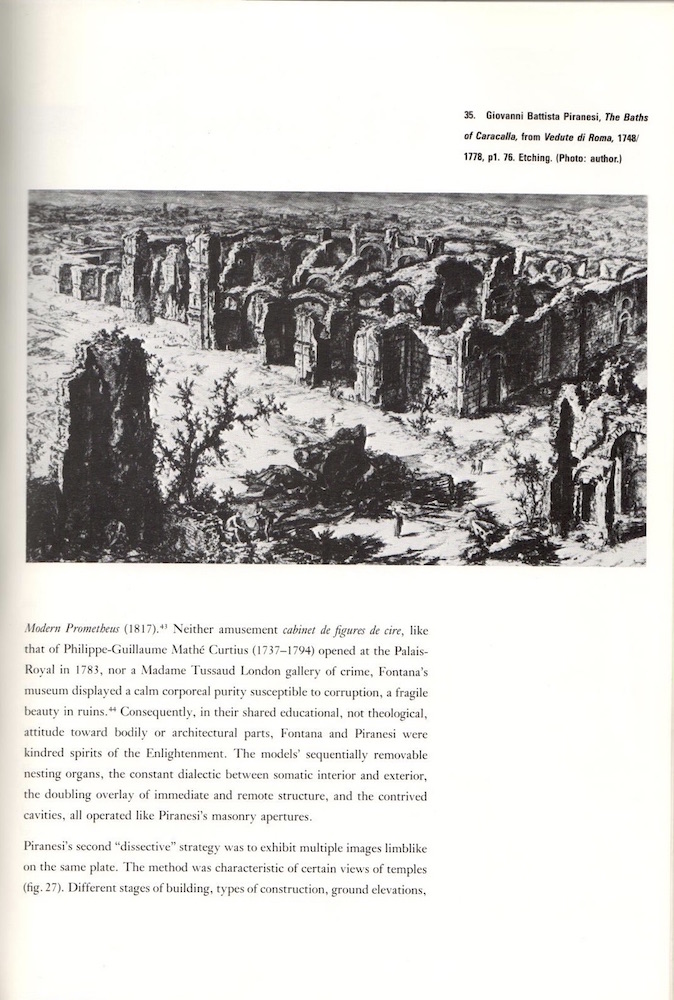 35. Giovanni Battista Piranesi, The Baths
of Caracalla, from Vedute di Roma, 1748/
1778, p1. 76. Etching. (Photo: author.)
Modern Prometheus (1817).⁴³ Neither amusement cabinet de figures de cire, like
that of Philippe-Guillaume Mathé Curtius (1737–1794) opened at the Palais-
Royal in 1783, nor a Madame Tussaud London gallery of crime, Fontana's
museum displayed a calm corporeal purity susceptible to corruption, a fragile
beauty in ruins.⁴⁴ Consequently, in their shared educational, not theological,
attitude toward bodily or architectural parts, Fontana and Piranesi were
kindred spirits of the Enlightenment. The models' sequentially removable
nesting organs, the constant dialectic between somatic interior and exterior,
the doubling overlay of immediate and remote structure, and the contrived
cavities, all operated like Piranesi's masonry apertures.
Piranesi's second “dissective” strategy was to exhibit multiple images limblike
on the same plate. The method was characteristic of certain views of temples
(fig. 27). Different stages of building, types of construction, ground elevations,